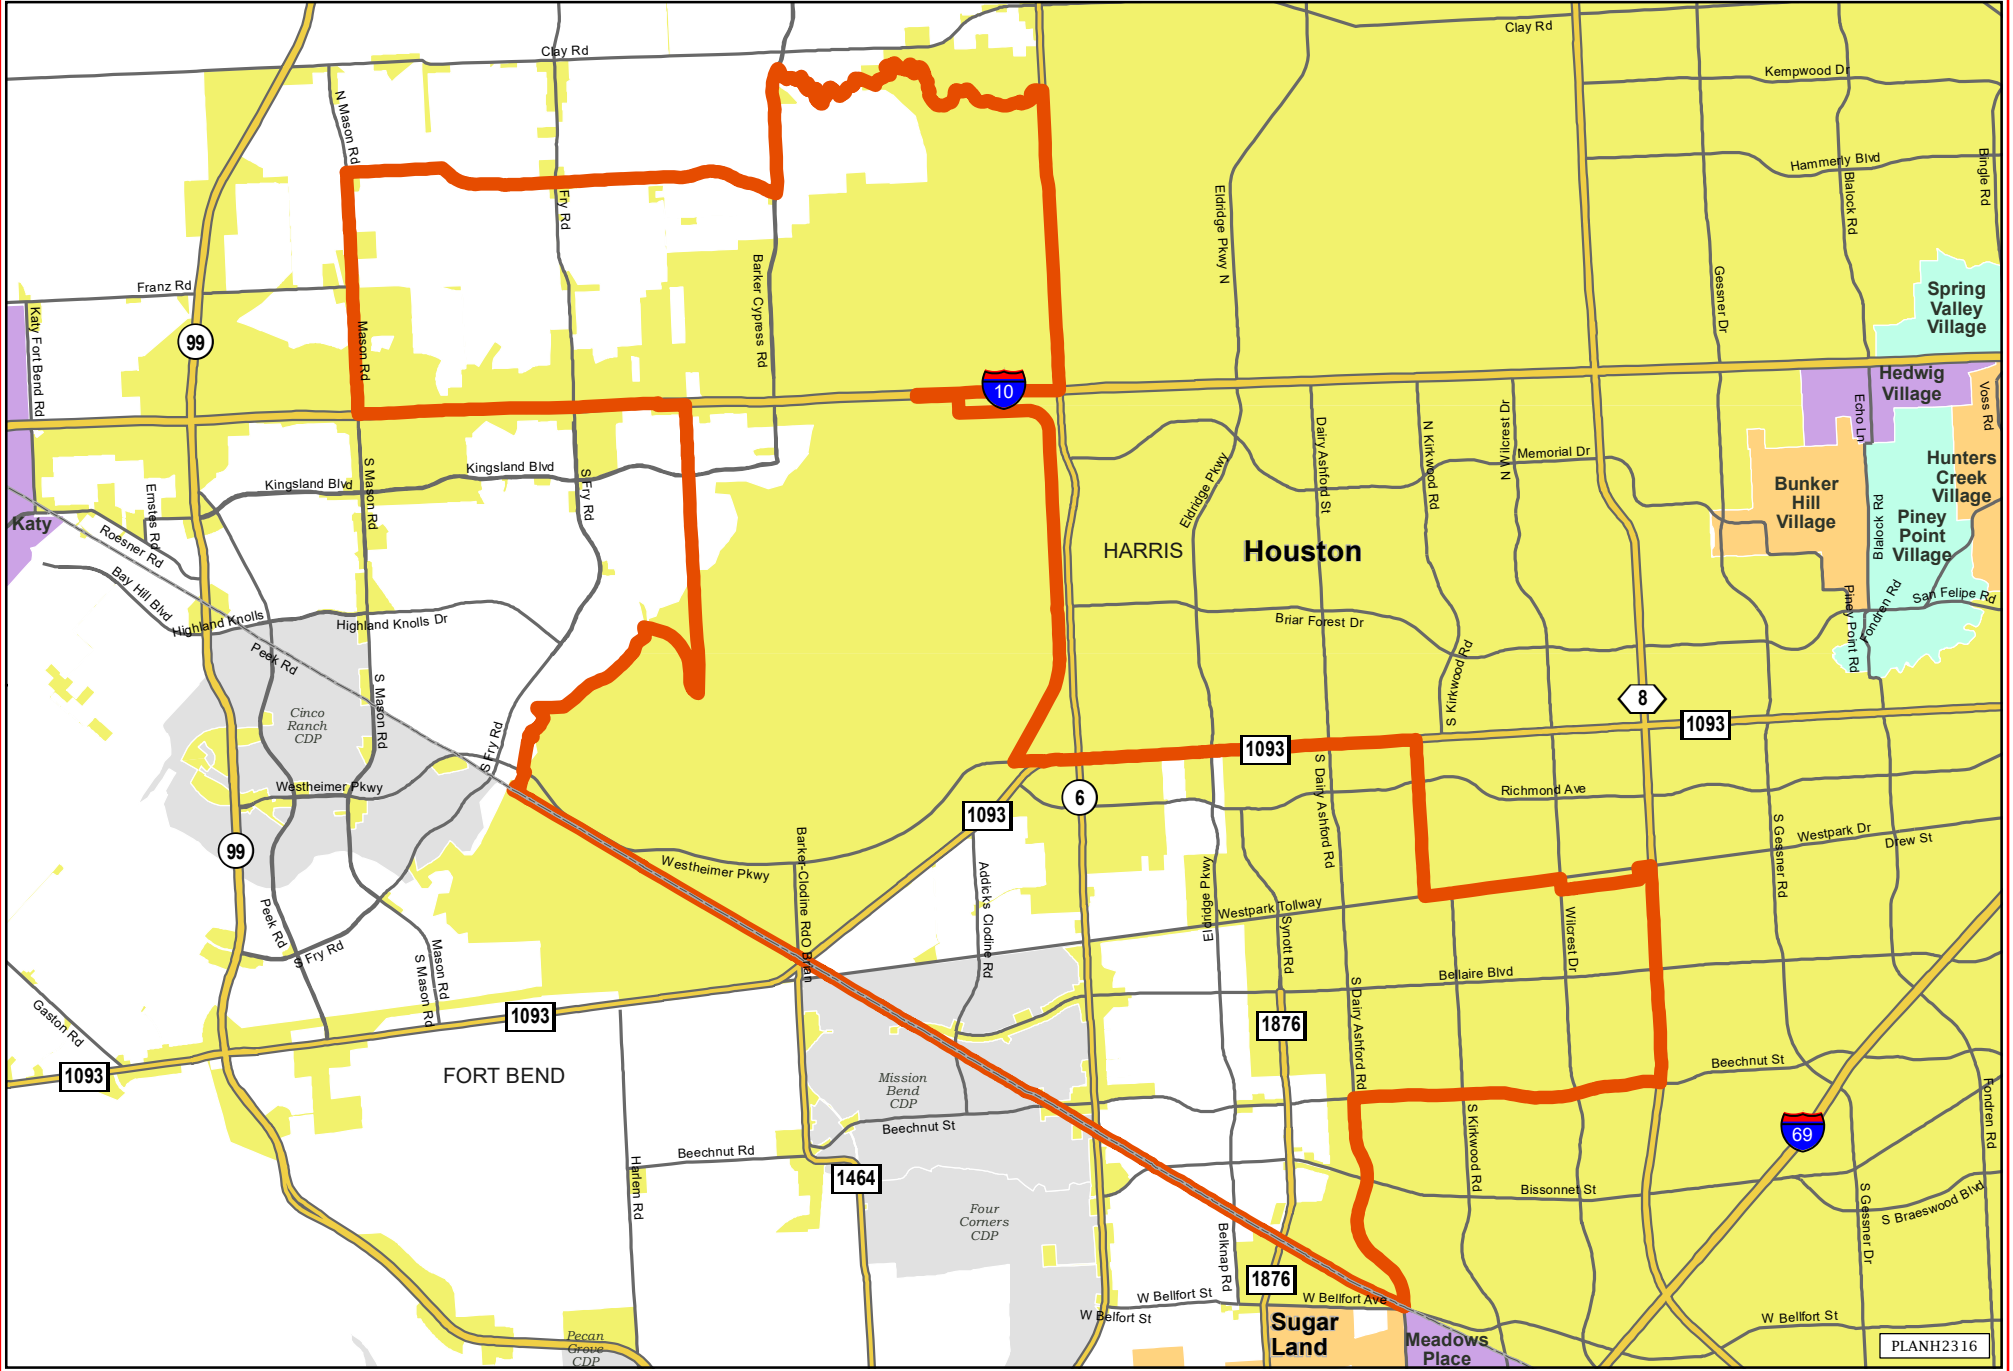 Clay Rd
Clay Rd
Kempwood Dr
N Mason Rd
Hammerly Blvd
Bingle Rd
Blalock Rd
Fry Rd
Eldridge Pkwy N
Barker Cypress Rd
Gessner Dr
Franz Rd
Spring
Valley
Village
Katy Fort Bend Rd
99
Mason Rd
10
Hedwig
Village
Voss Rd
Echo Ln
Dairy Ashford St
N Kirkwood Rd
N Wilcrest Dr
Memorial Dr
Kingsland Blvd
Kingsland Blvd
S Mason Rd
S Fry Rd
Eldridge Pkwy
Bunker
Hill
Village
Hunters
Creek
Village
Ernstes Rd
Katy
Roesner Rd
HARRIS
Houston
Blalock Rd
Piney
Point
Village
Bay Hill Blvd
Highland Knolls
Highland Knolls Dr
Briar Forest Dr
San Felipe Rd
Fondren Rd
Piney Point Rd
Peek Rd
S Kirkwood Rd
S Mason Rd
Cinco
Ranch
CDP
8
1093
1093
S Fry Rd
S Dairy Ashford Rd
Westheimer Pkwy
6
1093
Richmond Ave
S Gessner Rd
Westpark Dr
Drew St
99
Westheimer Pkwy
Barker-Clodine Rd
O Brian
Addicks Clodine Rd
Eldridge Pkwy
Westpark Tollway
Synott Rd
Wilcrest Dr
Peek Rd
S Fry Rd
Mason Rd
S Mason Rd
Bellaire Blvd
S Dairy Ashford Rd
1093
1876
Gaston Rd
1093
FORT BEND
Mission
Bend
CDP
Beechnut St
Beechnut St
Fondren Rd
69
Beechnut Rd
Harlem Rd
1464
S Kirkwood Rd
Bissonnet St
S Gessner Dr
S Braeswood Blvd
Four
Corners
CDP
Belknap Rd
1876
W Bellfort St
W Bellfort Ave
W Belfort St
W Bellfort St
Sugar
Land
Meadows
Place
Pecan
Grove
CDP
PLANH2316